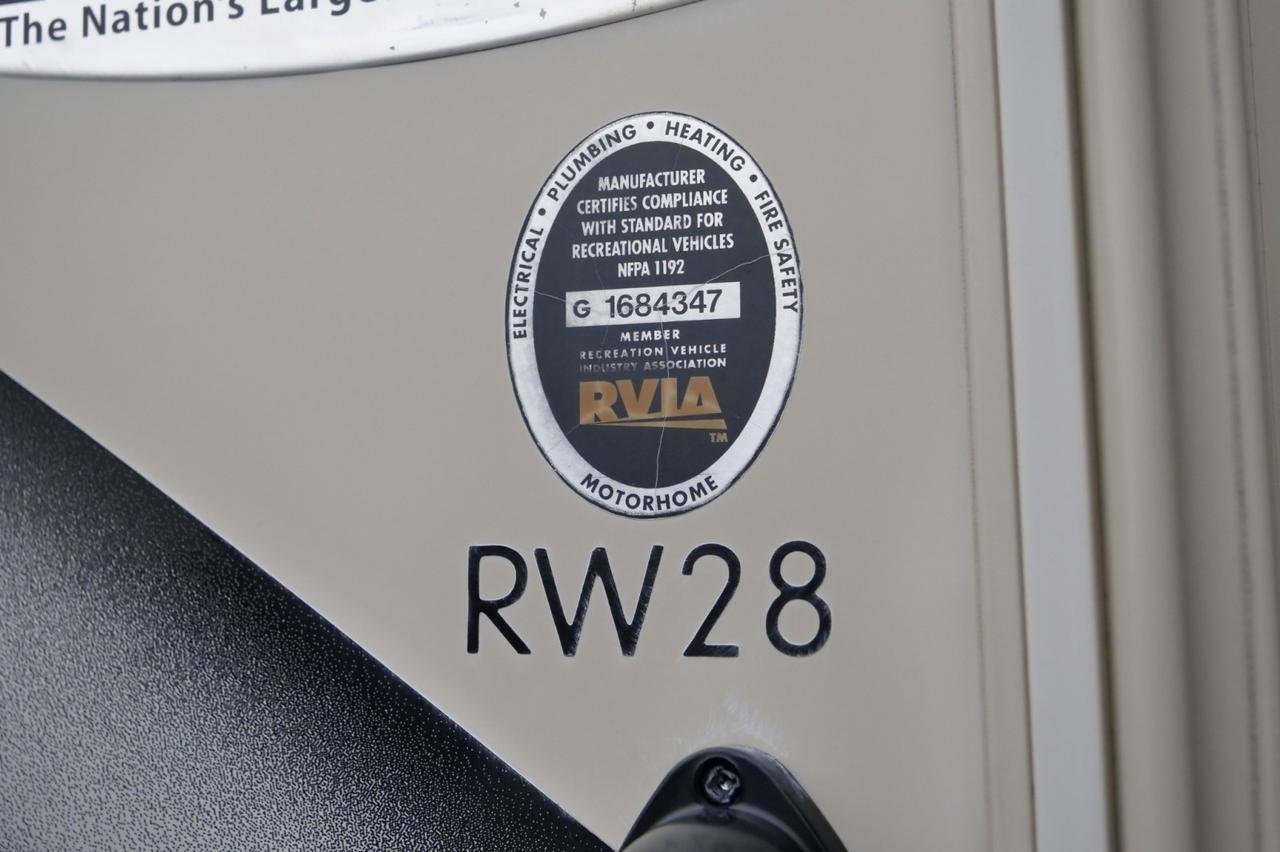 The Nation's Large
ELECTRICAL • PLUMBING • HEATING • FIRE SAFETY
MANUFACTURER
CERTIFIES COMPLIANCE
WITH STANDARD FOR
RECREATIONAL VEHICLES
NFPA 1192
G 1684347
MEMBER
RECREATION VEHICLE
INDUSTRY ASSOCIATION
RVIA
TM
MOTORHOME
RW28